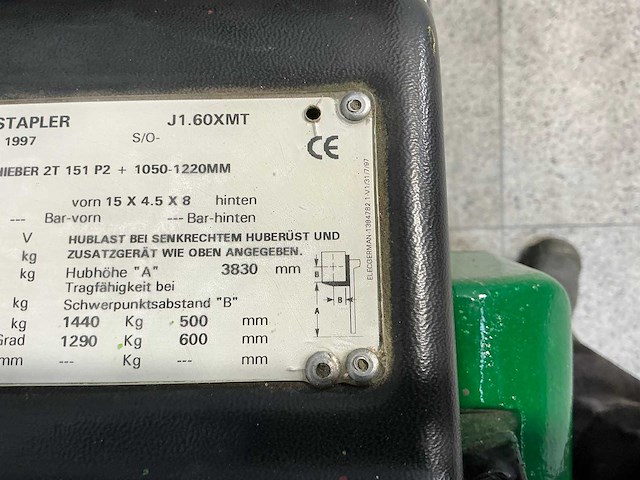 STAPLER J1.60XMT
1997 S/O-
CE
HIEBER 2T 151 P2 + 1050-1220MM
vorn 15 X 4.5 X 8 hinten
--- Bar-vorn --- Bar-hinten
V HUBLAST BEI SENKRECHTEM HUBERÜST UND
kg ZUSATZGERÄT WIE OBEN ANGEGEBEN.
kg Hubhöhe "A" 3830 mm
Tragfähigkeit bei
kg Schwerpunktsabstand "B"
kg 1440 Kg 500 mm
Grad 1290 Kg 600 mm
mm --- Kg --- mm
B
B
A